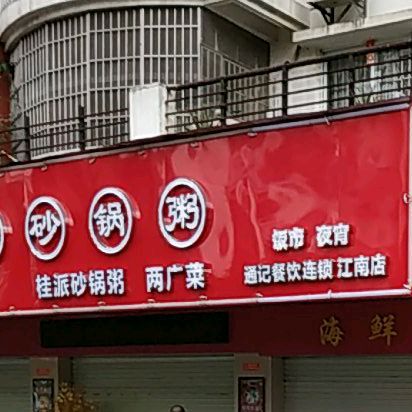 砂锅粥
饭市 夜宵
桂派砂锅粥 两广菜
通记餐饮连锁 江南店
海鲜